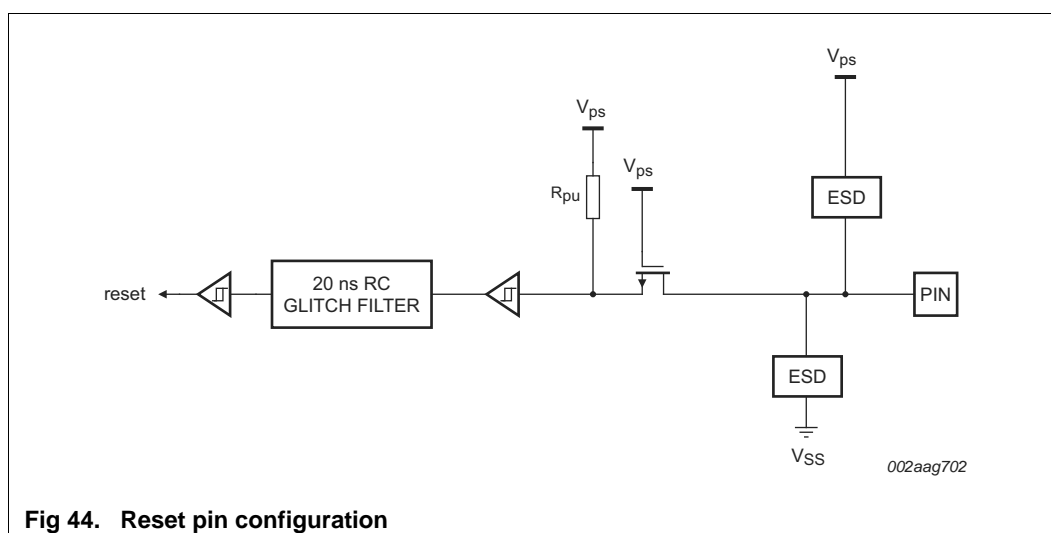 Vps
Vps
Vps
Rpu
ESD
reset
20 ns RC
GLITCH FILTER
PIN
ESD
VSS
002aag702
Fig 44. Reset pin configuration